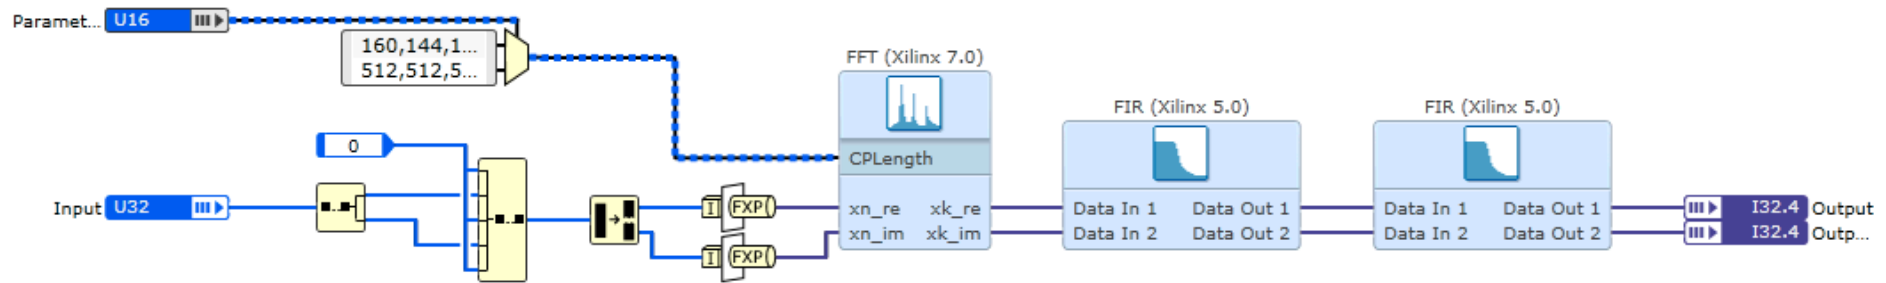 Paramet... U16
160,144,1...
512,512,5...
FFT (Xilinx 7.0)
CPLength
xn_re xk_re
xn_im xk_im
FIR (Xilinx 5.0)
Data In 1 Data Out 1
Data In 2 Data Out 2
FIR (Xilinx 5.0)
Data In 1 Data Out 1
Data In 2 Data Out 2
0
Input U32
I FXP()
I FXP()
I32.4 Output
I32.4 Outp...